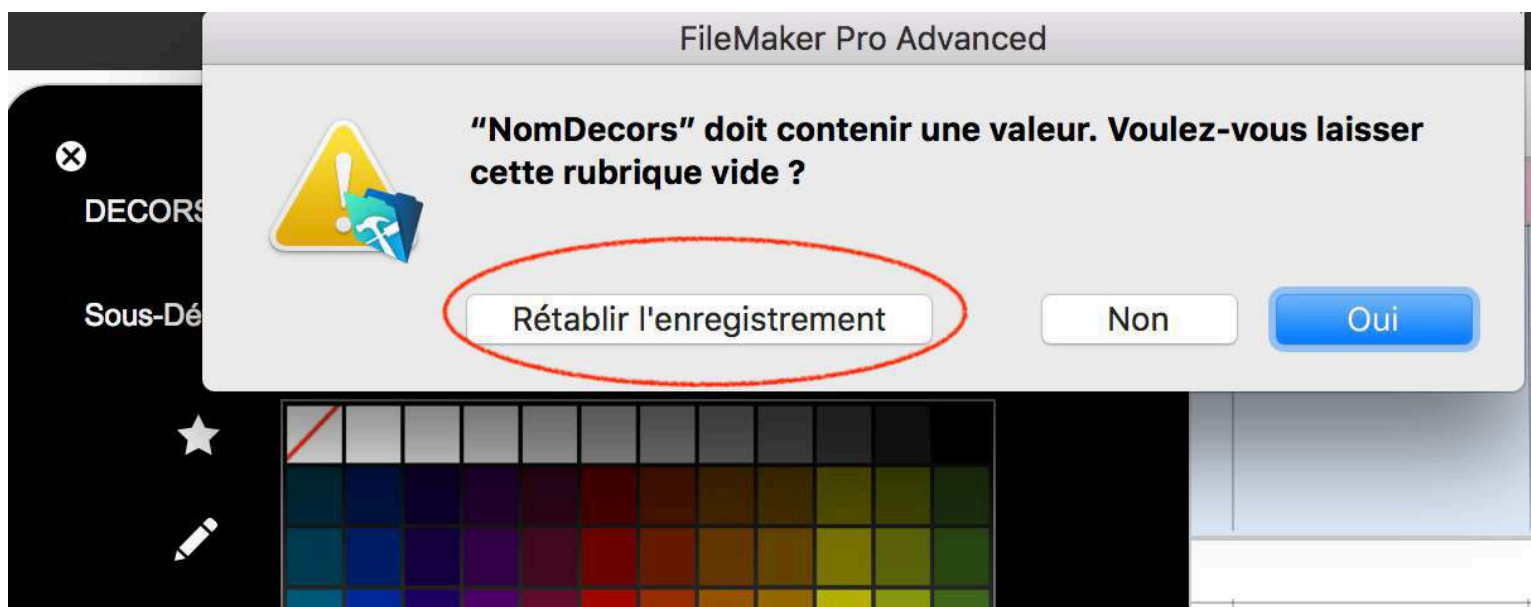 FileMaker Pro Advanced
"NomDecors" doit contenir une valeur. Voulez-vous laisser
cette rubrique vide ?
DECORS
Sous-Dé
Rétablir l'enregistrement
Non
Oui